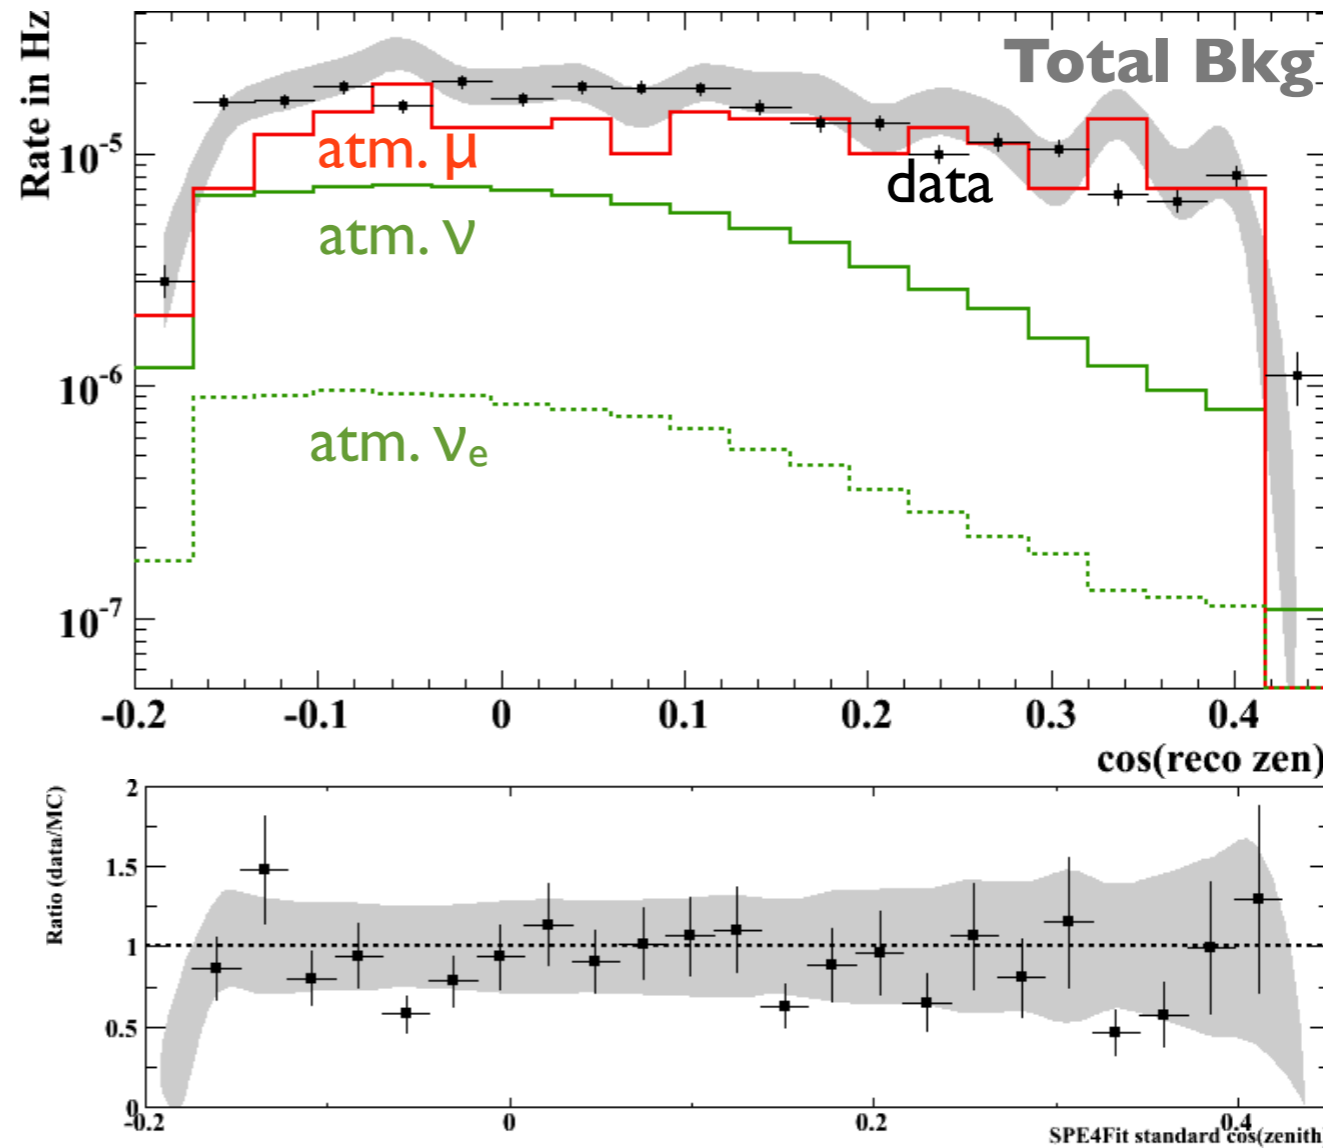 Rate in Hz
Total Bkg
10⁻⁵
atm. μ
data
atm. ν
10⁻⁶
atm. νₑ
10⁻⁷
-0.2 -0.1 0 0.1 0.2 0.3 0.4
cos(reco zen)
Ratio (data/MC)
2
1.5
1
0.5
0
-0.2 0 0.2 0.4
SPE4Fit standard cos(zenith)